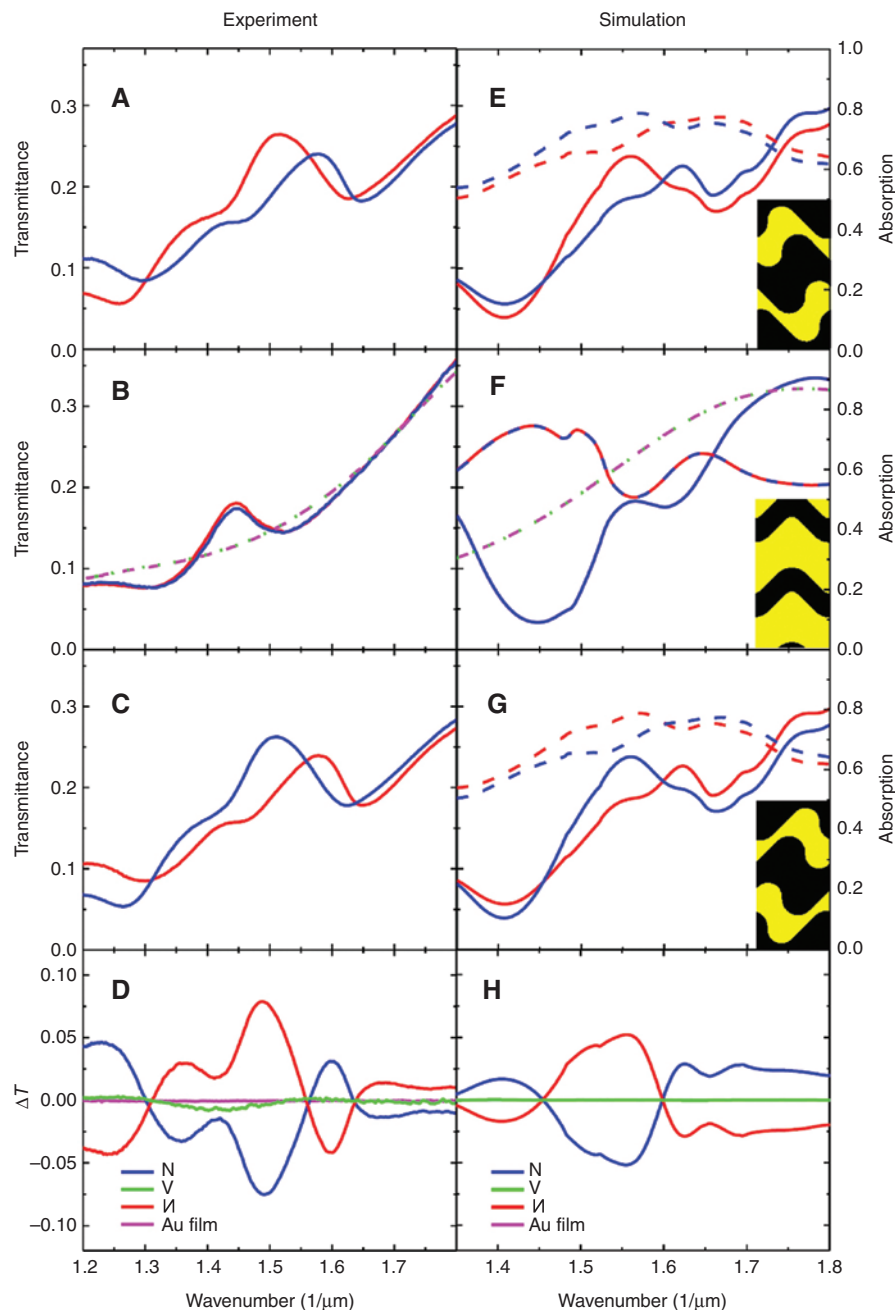 Experiment
Simulation
A
Transmittance
0.3
0.2
0.1
0.0
E
1.0
0.8
0.6
0.4
0.2
0.0
Absorption
B
Transmittance
0.3
0.2
0.1
0.0
F
0.8
0.6
0.4
0.2
0.0
Absorption
C
Transmittance
0.3
0.2
0.1
0.0
G
0.8
0.6
0.4
0.2
0.0
Absorption
D
ΔT
0.10
0.05
0.00
−0.05
−0.10
N
V
И
Au film
1.2 1.3 1.4 1.5 1.6 1.7
Wavenumber (1/μm)
H
N
V
И
Au film
1.4 1.5 1.6 1.7 1.8
Wavenumber (1/μm)